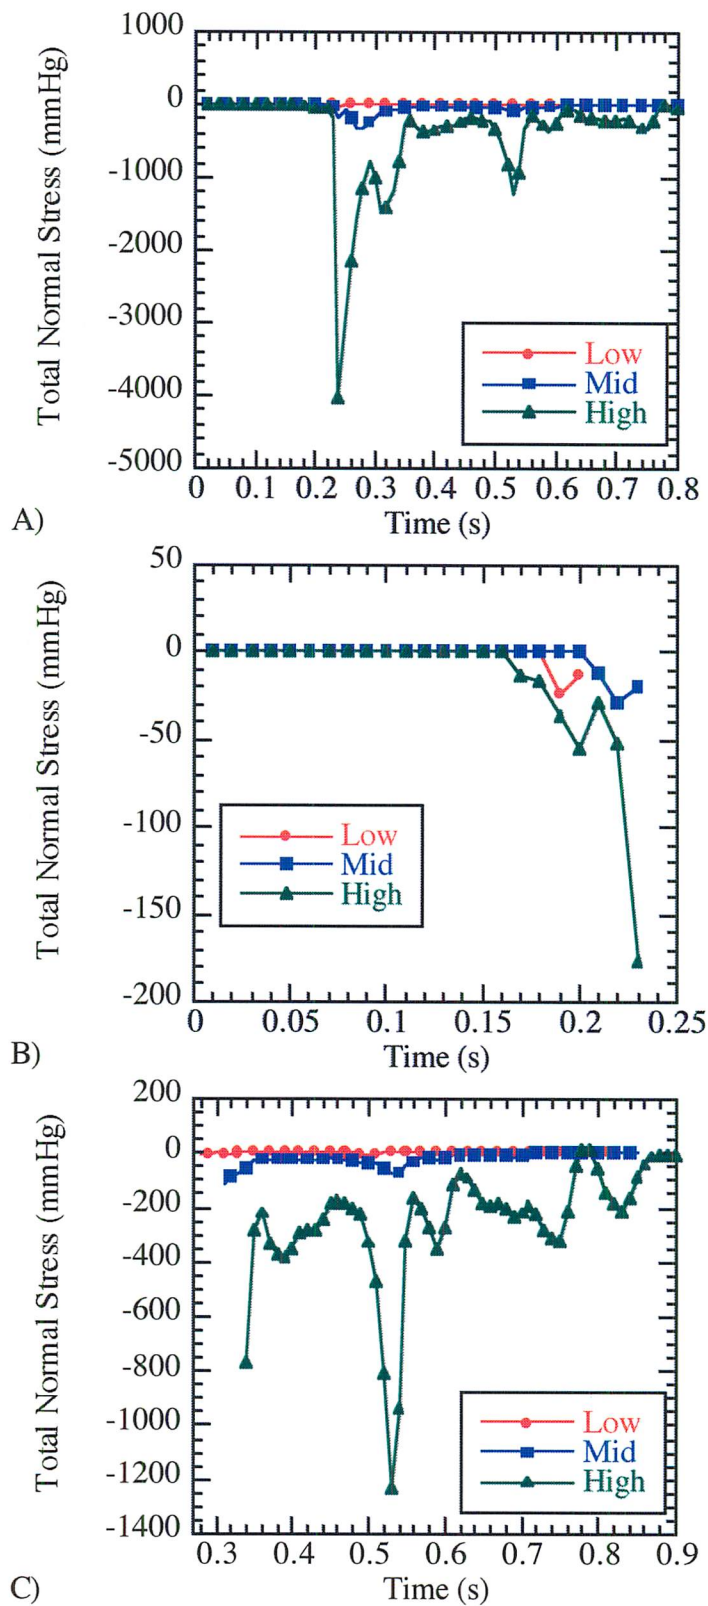 1000
0
-1000
-2000
-3000
-4000
-5000
Total Normal Stress (mmHg)
Low
Mid
High
0 0.1 0.2 0.3 0.4 0.5 0.6 0.7 0.8
Time (s)
A)
50
0
-50
-100
-150
-200
Total Normal Stress (mmHg)
Low
Mid
High
0 0.05 0.1 0.15 0.2 0.25
Time (s)
B)
200
0
-200
-400
-600
-800
-1000
-1200
-1400
Total Normal Stress (mmHg)
Low
Mid
High
0.3 0.4 0.5 0.6 0.7 0.8 0.9
Time (s)
C)